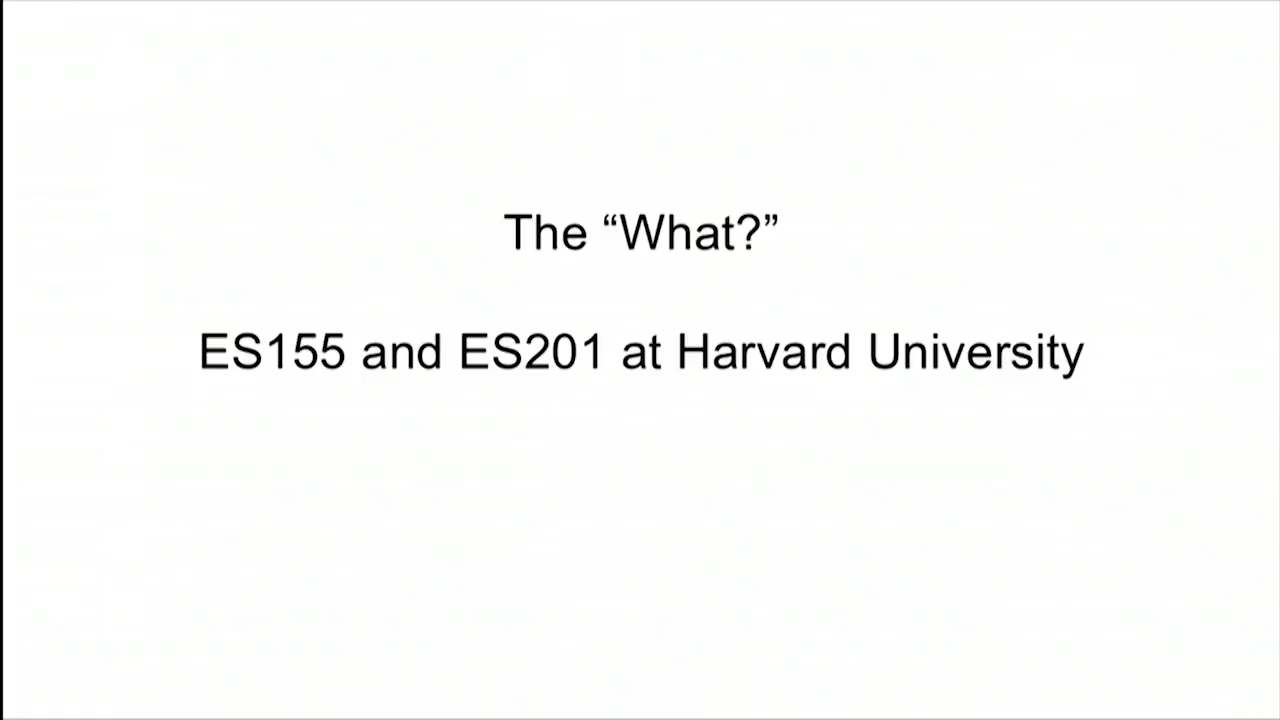 The “What?”
ES155 and ES201 at Harvard University